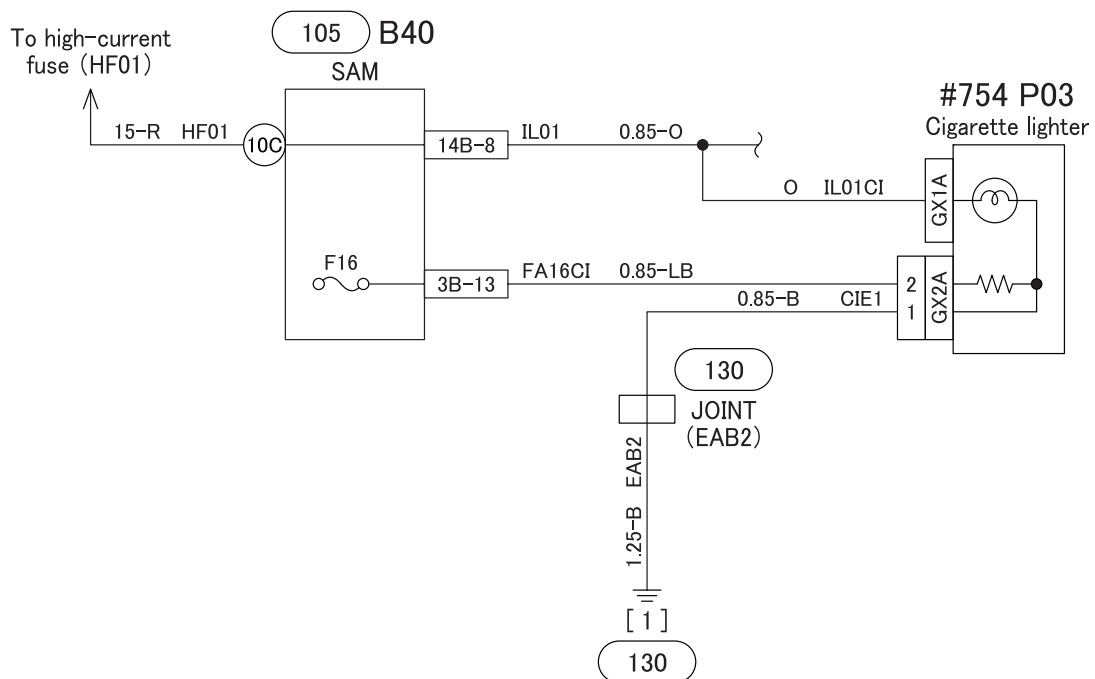 To high-current
fuse (HF01)
105 B40
SAM
15-R HF01
10C
14B-8
IL01 0.85-O
#754 P03
Cigarette lighter
O IL01CI
GX1A
F16
3B-13
FA16CI 0.85-LB
2
0.85-B CIE1
1
GX2A
130
JOINT
(EAB2)
1.25-B EAB2
[1]
130